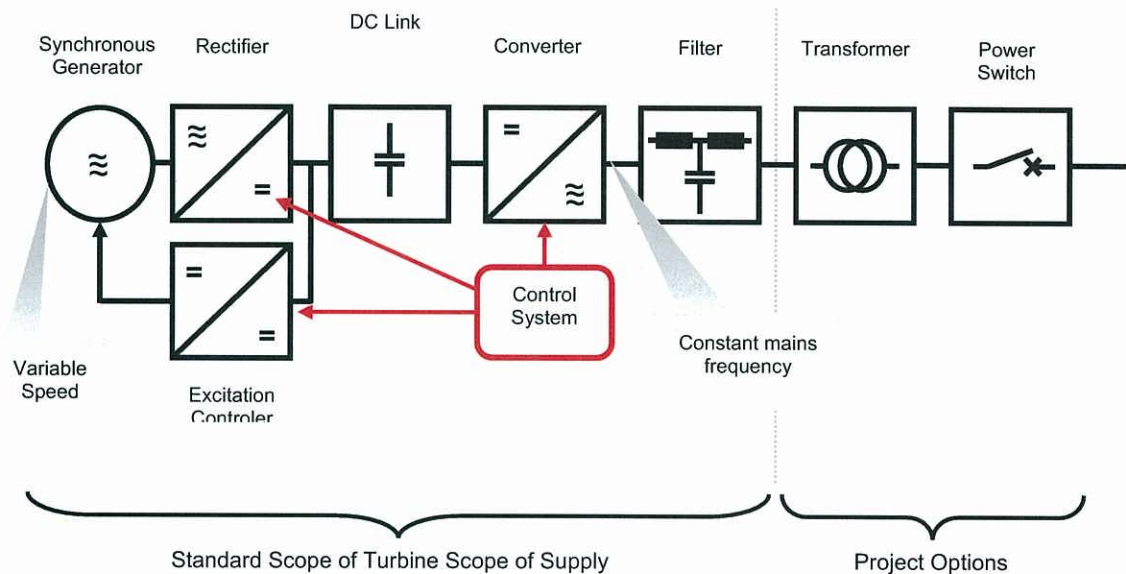 DC Link
Synchronous
Generator
Rectifier
Converter
Filter
Transformer
Power
Switch
Control
System
Constant mains
frequency
Variable
Speed
Excitation
Controler
Standard Scope of Turbine Scope of Supply
Project Options